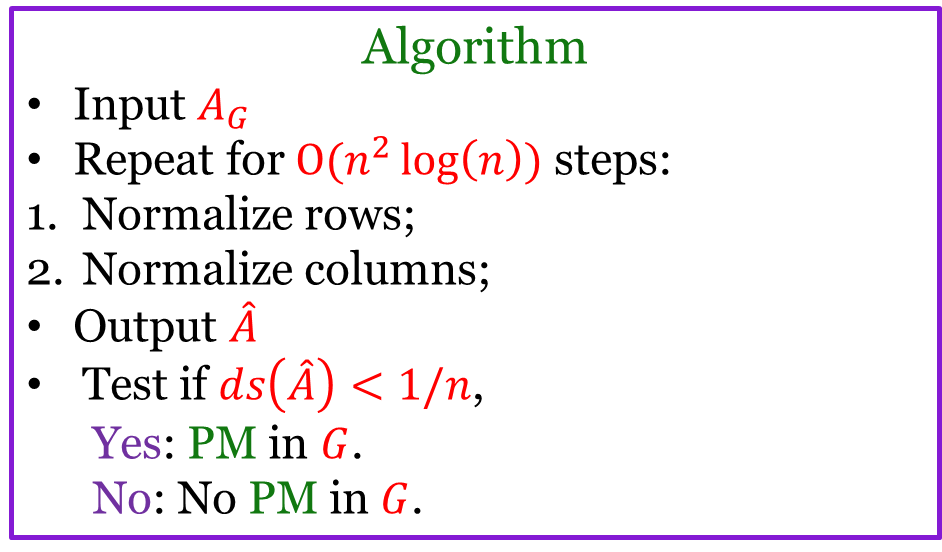 Algorithm
• Input A_G
• Repeat for O(n² log(n)) steps:
1. Normalize rows;
2. Normalize columns;
• Output Â
• Test if ds(Â) < 1/n,
Yes: PM in G.
No: No PM in G.